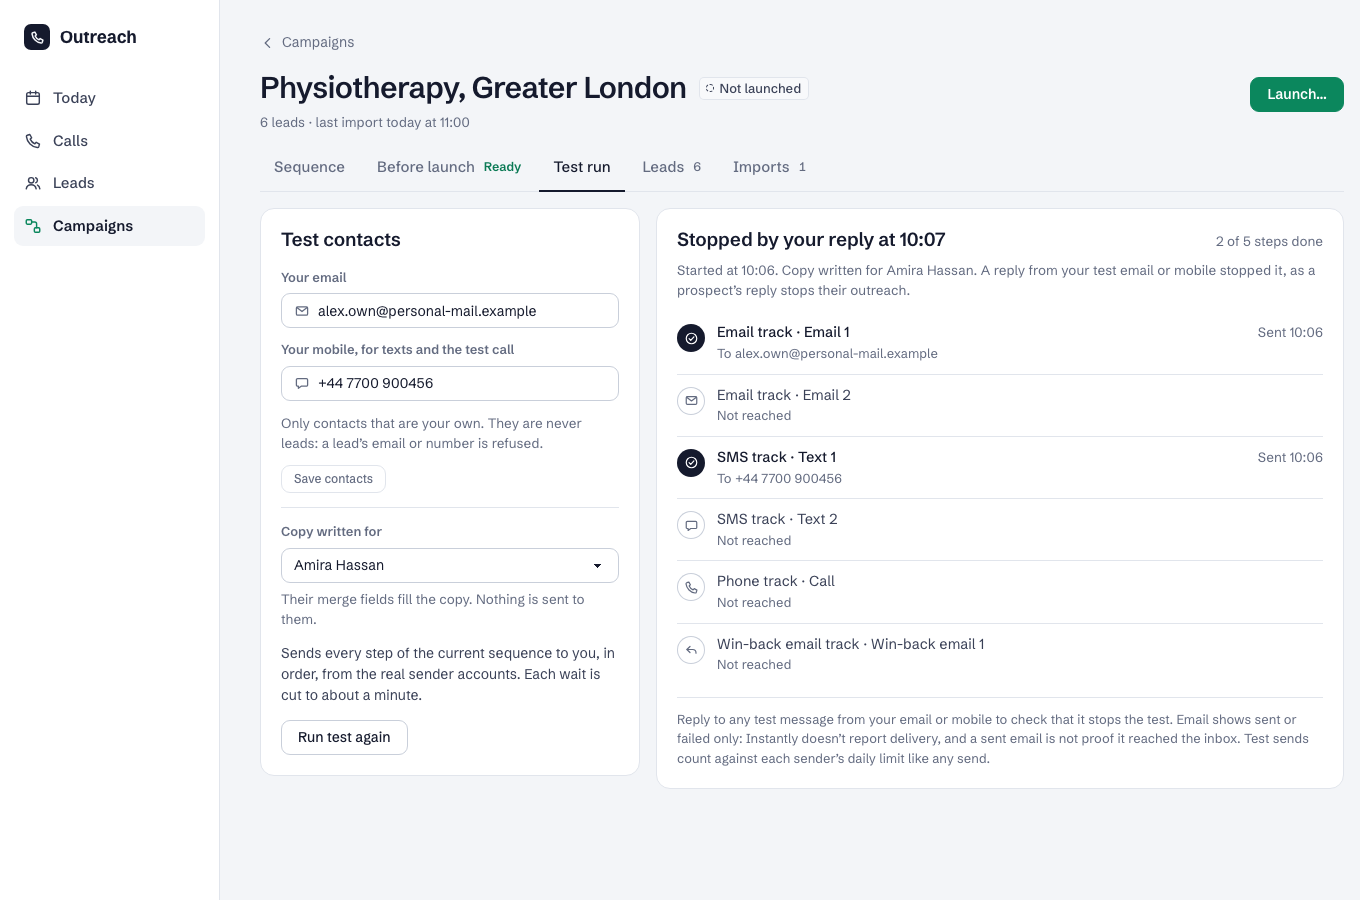 Outreach
Today
Calls
Leads
Campaigns
Campaigns
Physiotherapy, Greater London
Not launched
Launch...
6 leads · last import today at 11:00
Sequence
Before launch Ready
Test run
Leads 6
Imports 1
Test contacts
Your email
alex.own@personal-mail.example
Your mobile, for texts and the test call
+44 7700 900456
Only contacts that are your own. They are never
leads: a lead's email or number is refused.
Save contacts
Copy written for
Amira Hassan
Their merge fields fill the copy. Nothing is sent to
them.
Sends every step of the current sequence to you, in
order, from the real sender accounts. Each wait is
cut to about a minute.
Run test again
Stopped by your reply at 10:07
2 of 5 steps done
Started at 10:06. Copy written for Amira Hassan. A reply from your test email or mobile stopped it, as a
prospect's reply stops their outreach.
Email track · Email 1
Sent 10:06
To alex.own@personal-mail.example
Email track · Email 2
Not reached
SMS track · Text 1
Sent 10:06
To +44 7700 900456
SMS track · Text 2
Not reached
Phone track · Call
Not reached
Win-back email track · Win-back email 1
Not reached
Reply to any test message from your email or mobile to check that it stops the test. Email shows sent or
failed only: Instantly doesn't report delivery, and a sent email is not proof it reached the inbox. Test sends
count against each sender's daily limit like any send.